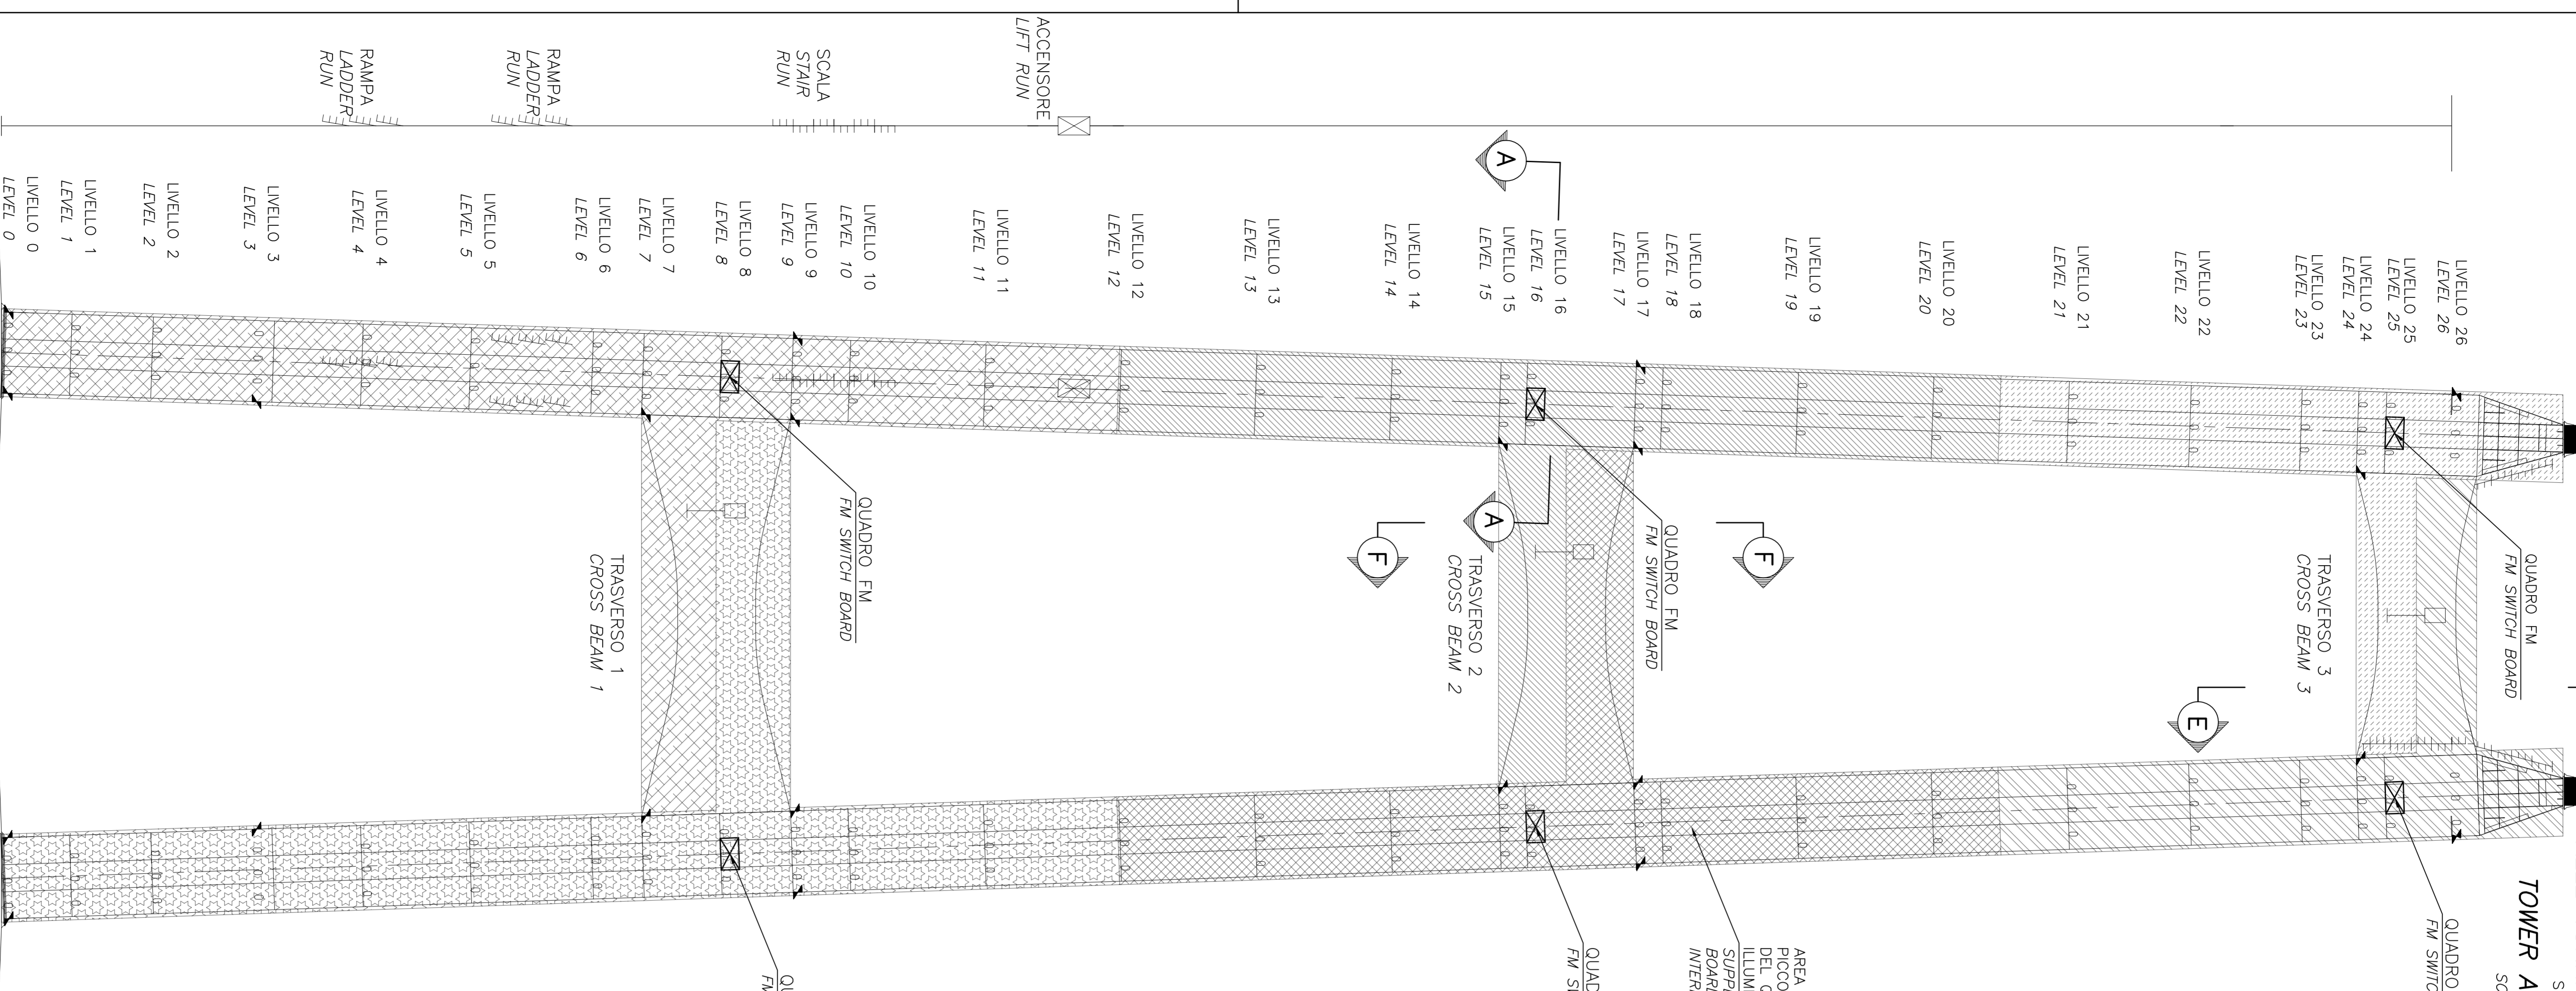 ACCENSORE
LIFT RUN
SCALA
STAIR
RUN
RAMPA
LADDER
RUN
RAMPA
LADDER
RUN
LIVELLO 26
LEVEL 26
LIVELLO 25
LEVEL 25
LIVELLO 24
LEVEL 24
LIVELLO 23
LEVEL 23
LIVELLO 22
LEVEL 22
LIVELLO 21
LEVEL 21
LIVELLO 20
LEVEL 20
LIVELLO 19
LEVEL 19
LIVELLO 18
LEVEL 18
LIVELLO 17
LEVEL 17
LIVELLO 16
LEVEL 16
LIVELLO 15
LEVEL 15
LIVELLO 14
LEVEL 14
LIVELLO 13
LEVEL 13
LIVELLO 12
LEVEL 12
LIVELLO 11
LEVEL 11
LIVELLO 10
LEVEL 10
LIVELLO 9
LEVEL 9
LIVELLO 8
LEVEL 8
LIVELLO 7
LEVEL 7
LIVELLO 6
LEVEL 6
LIVELLO 5
LEVEL 5
LIVELLO 4
LEVEL 4
LIVELLO 3
LEVEL 3
LIVELLO 2
LEVEL 2
LIVELLO 1
LEVEL 1
LIVELLO 0
LEVEL 0
A
A
F
F
E
QUADRO FM
FM SWITCH BOARD
TRASVERSO 3
CROSS BEAM 3
QUADRO FM
FM SWITCH BOARD
TRASVERSO 2
CROSS BEAM 2
QUADRO FM
FM SWITCH BOARD
TRASVERSO 1
CROSS BEAM 1
TOWER A
QUADRO
FM SWITC
AREA
PICCO
DEL
ILLUM
SUPP
BOARD
INTER
QUAD
FM S
QU
FM